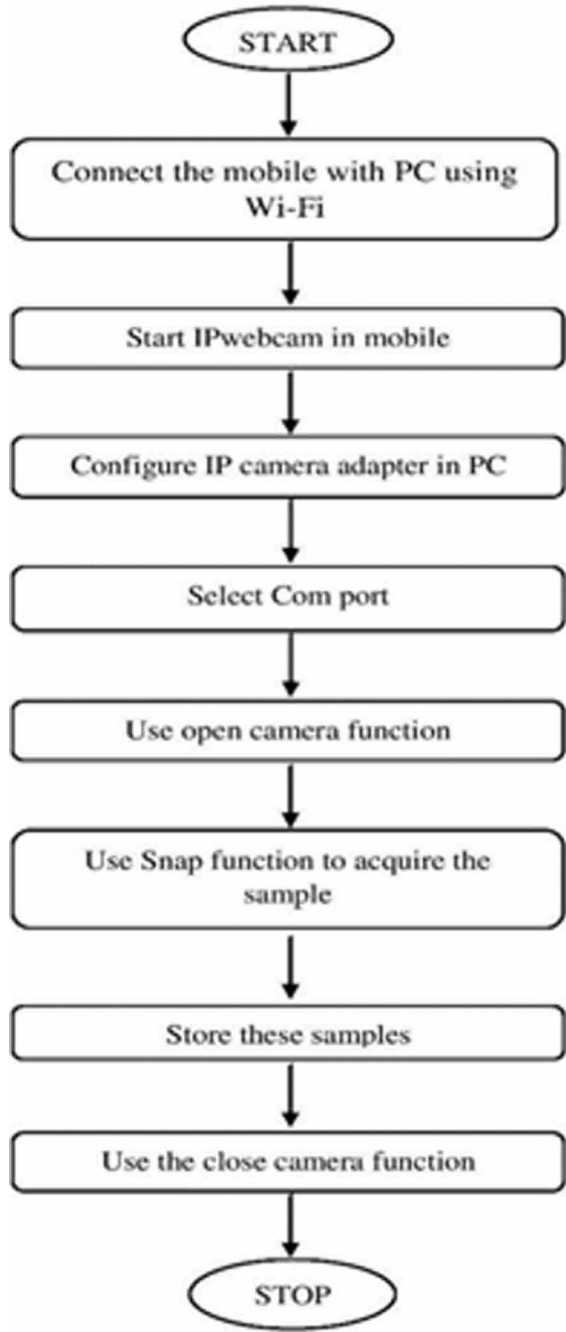 START
Connect the mobile with PC using
Wi-Fi
Start IPwebcam in mobile
Configure IP camera adapter in PC
Select Com port
Use open camera function
Use Snap function to acquire the
sample
Store these samples
Use the close camera function
STOP